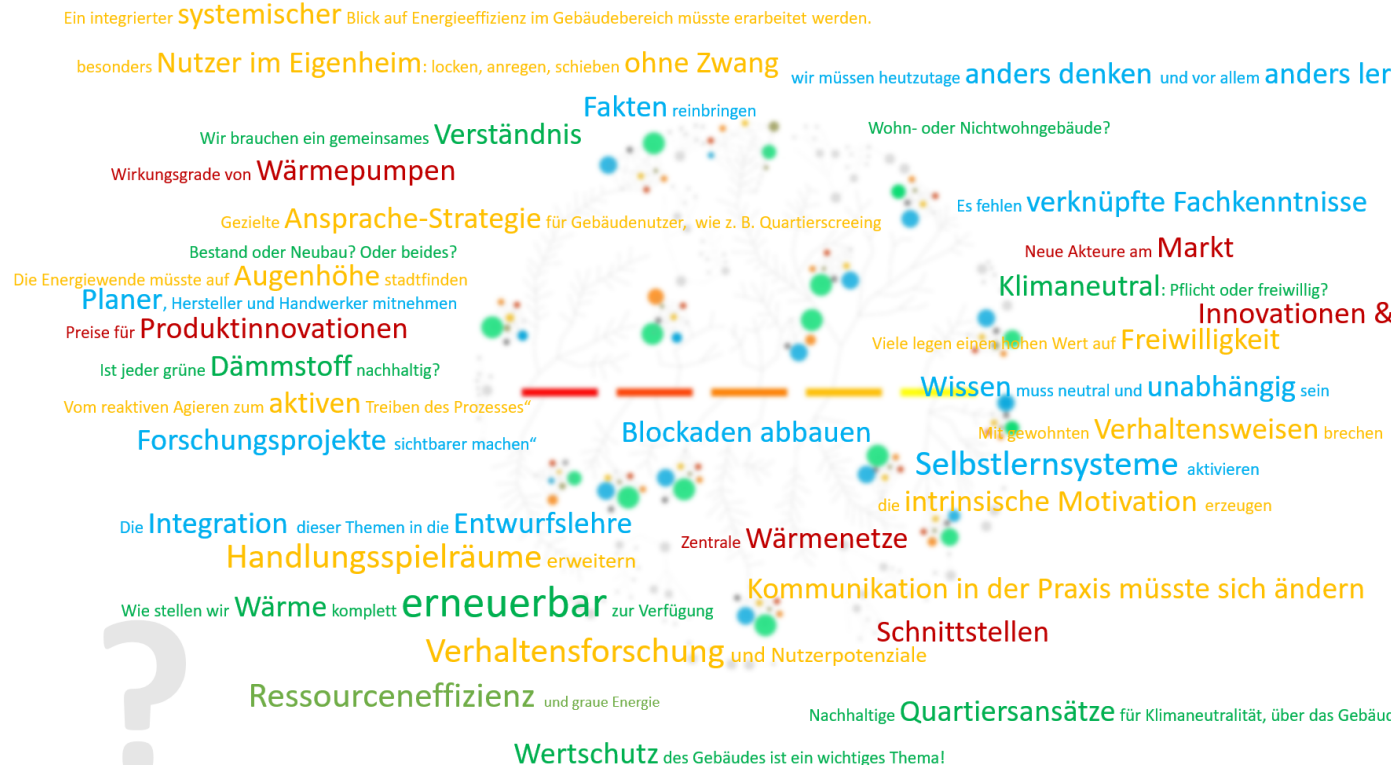 Ein integrierter systemischer Blick auf Energieeffizienz im Gebäudebereich müsste erarbeitet werden.
besonders Nutzer im Eigenheim: locken, anregen, schieben ohne Zwang
wir müssen heutzutage anders denken und vor allem anders ler
Fakten reinbringen
Wir brauchen ein gemeinsames Verständnis
Wohn- oder Nichtwohngebäude?
Wirkungsgrade von Wärmepumpen
Es fehlen verknüpfte Fachkenntnisse
Gezielte Ansprache-Strategie für Gebäudenutzer, wie z. B. Quartierscreeing
Bestand oder Neubau? Oder beides?
Neue Akteure am Markt
Die Energiewende müsste auf Augenhöhe stadtfinden
Klimaneutral: Pflicht oder freiwillig?
Planer, Hersteller und Handwerker mitnehmen
Innovationen &
Preise für Produktinnovationen
Viele legen einen hohen Wert auf Freiwilligkeit
Ist jeder grüne Dämmstoff nachhaltig?
Wissen muss neutral und unabhängig sein
Vom reaktiven Agieren zum aktiven Treiben des Prozesses“
Blockaden abbauen
Mit gewohnten Verhaltensweisen brechen
Forschungsprojekte sichtbarer machen“
Selbstlernsysteme aktivieren
die intrinsische Motivation erzeugen
Die Integration dieser Themen in die Entwurfslehre
Zentrale Wärmenetze
Handlungsspielräume erweitern
Kommunikation in der Praxis müsste sich ändern
Wie stellen wir Wärme komplett erneuerbar zur Verfügung
Schnittstellen
Verhaltensforschung und Nutzerpotenziale
Ressourceneffizienz und graue Energie
Nachhaltige Quartiersansätze für Klimaneutralität, über das Gebäud
Wertschutz des Gebäudes ist ein wichtiges Thema!
?